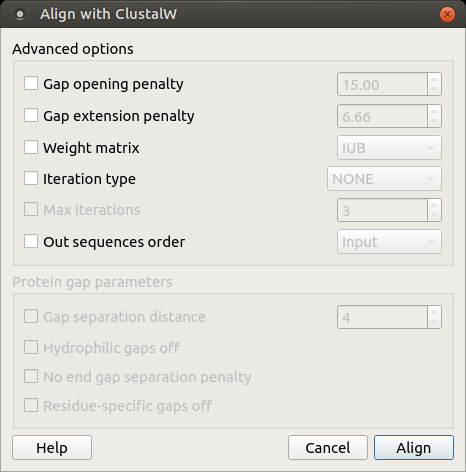 Align with ClustalW
Advanced options
Gap opening penalty 15.00
Gap extension penalty 6.66
Weight matrix IUB
Iteration type NONE
Max iterations 3
Out sequences order Input
Protein gap parameters
Gap separation distance 4
Hydrophilic gaps off
No end gap separation penalty
Residue-specific gaps off
Help Cancel Align